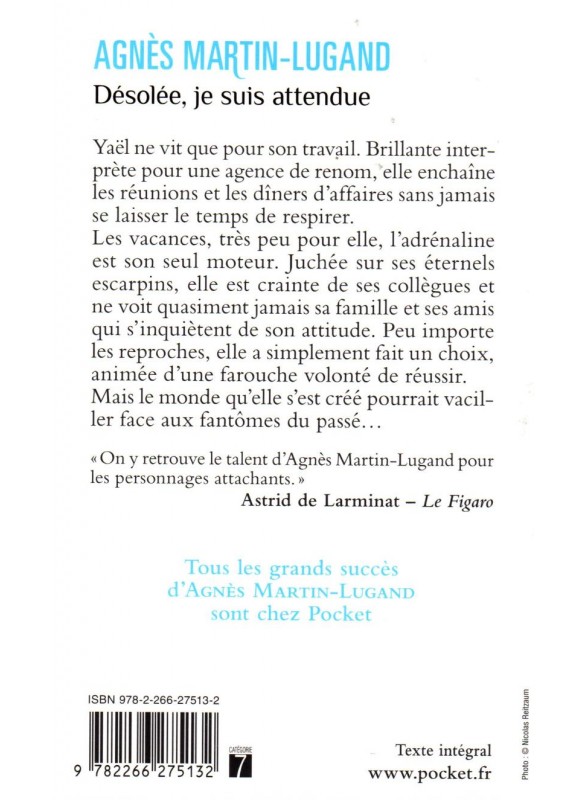 AGNÈS MARTIN-LUGAND
Désolée, je suis attendue
Yaël ne vit que pour son travail. Brillante inter-
prète pour une agence de renom, elle enchaîne
les réunions et les dîners d’affaires sans jamais
se laisser le temps de respirer.
Les vacances, très peu pour elle, l’adrénaline
est son seul moteur. Juchée sur ses éternels
escarpins, elle est crainte de ses collègues et
ne voit quasiment jamais sa famille et ses amis
qui s’inquiètent de son attitude. Peu importe
les reproches, elle a simplement fait un choix,
animée d’une farouche volonté de réussir.
Mais le monde qu’elle s’est créé pourrait vacil-
ler face aux fantômes du passé…
« On y retrouve le talent d’Agnès Martin-Lugand pour
les personnages attachants. »
Astrid de Larminat – Le Figaro
Tous les grands succès
d’AGNÈS MARTIN-LUGAND
sont chez Pocket
ISBN 978-2-266-27513-2
CATÉGORIE
7
9 782266 275132
Texte intégral
www.pocket.fr
Photo : © Nicolas Reitzaum